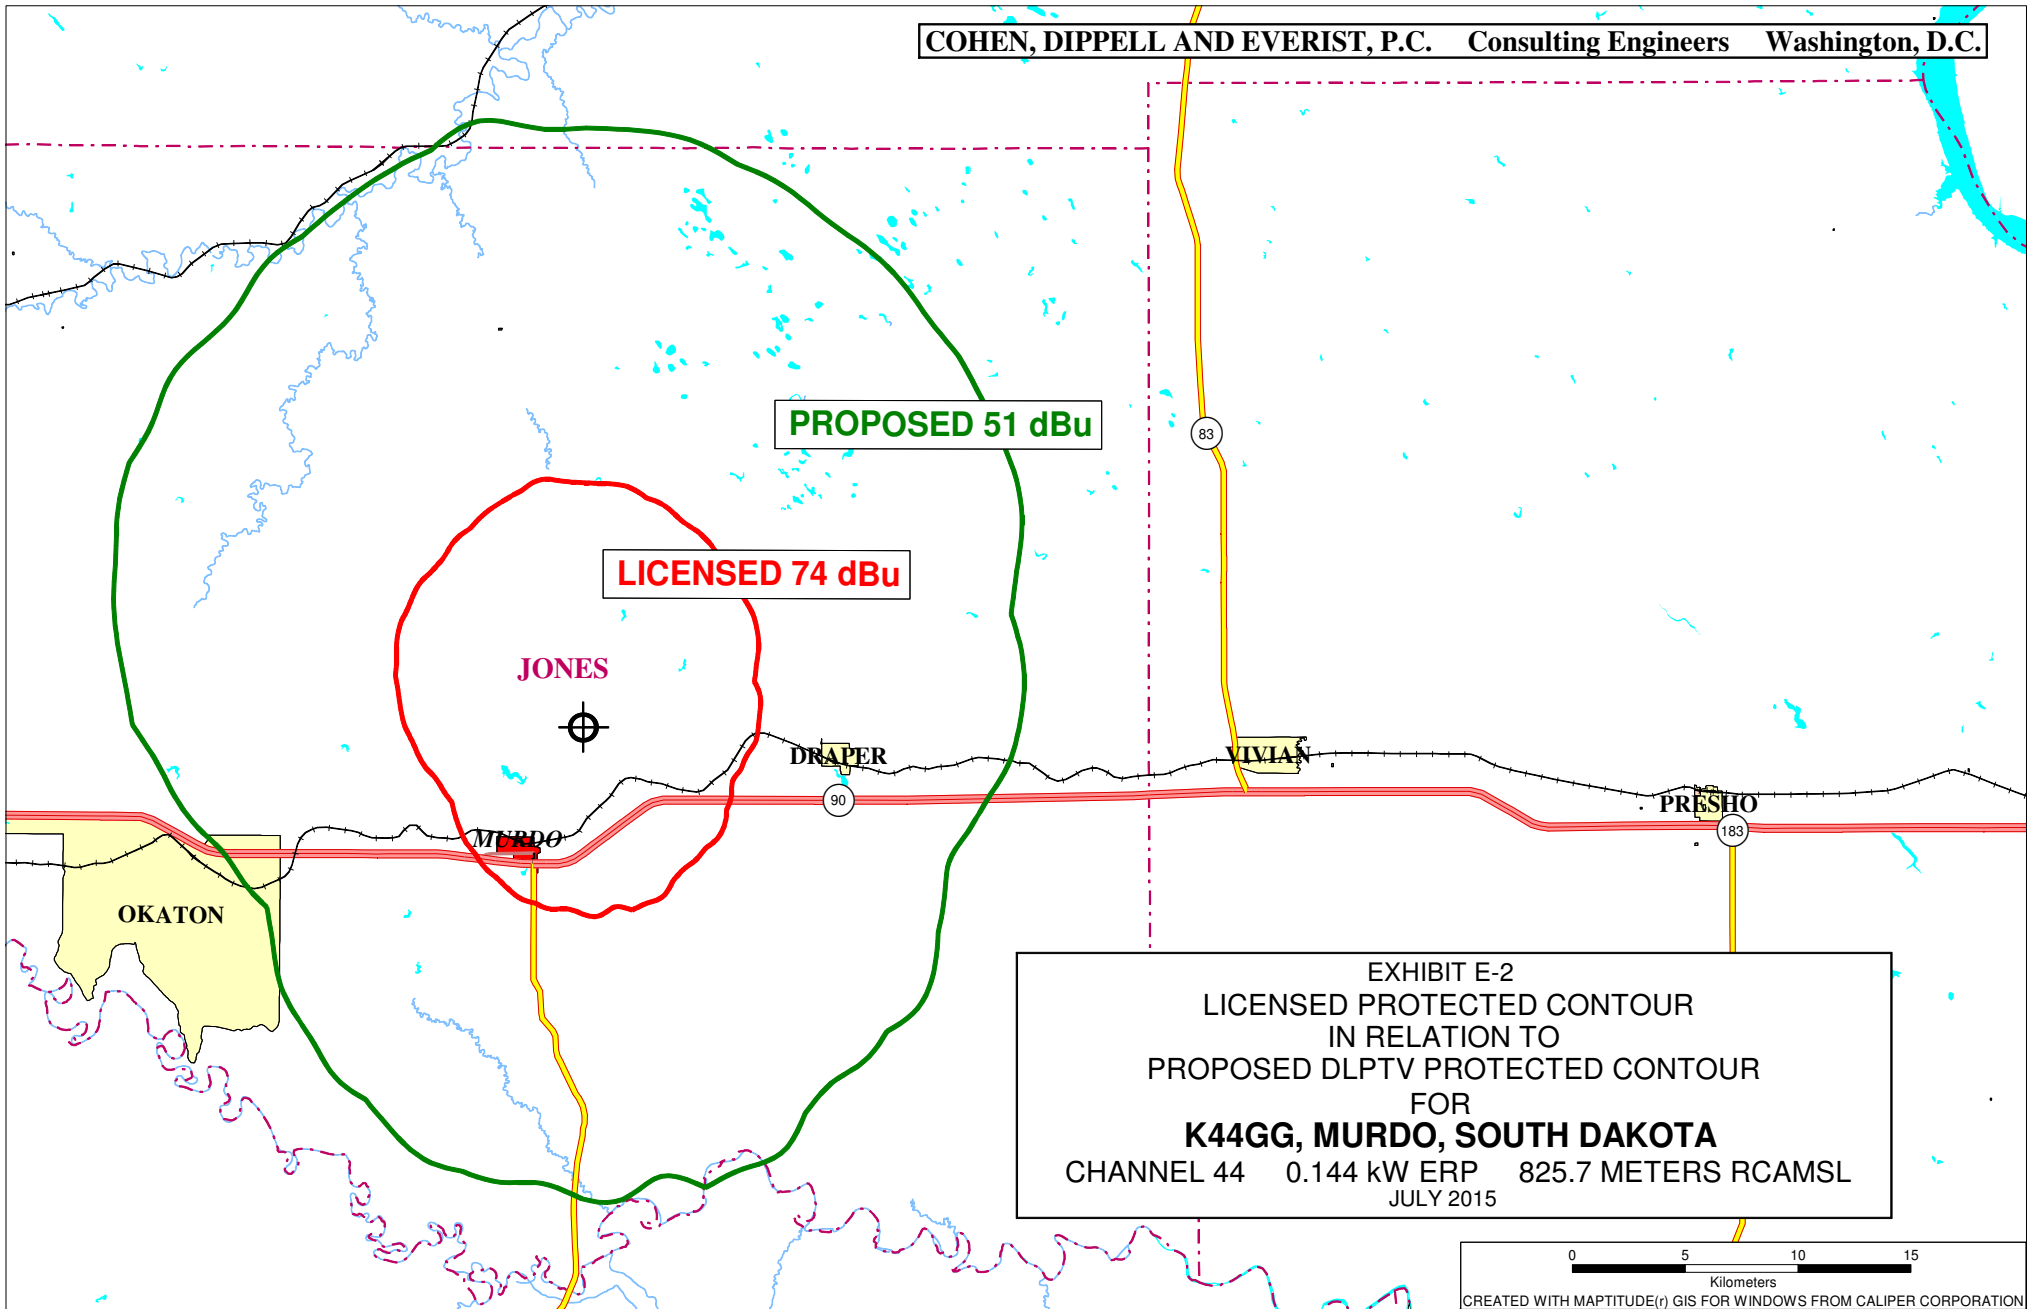 COHEN, DIPPELL AND EVERIST, P.C. Consulting Engineers Washington, D.C.
PROPOSED 51 dBu
83
LICENSED 74 dBu
JONES
DRAPER
VIVIAN
90
PRESHO
183
MURDO
OKATON
EXHIBIT E-2
LICENSED PROTECTED CONTOUR
IN RELATION TO
PROPOSED DLPTV PROTECTED CONTOUR
FOR
K44GG, MURDO, SOUTH DAKOTA
CHANNEL 44 0.144 kW ERP 825.7 METERS RCAMSL
JULY 2015
0 5 10 15
Kilometers
CREATED WITH MAPTITUDE(r) GIS FOR WINDOWS FROM CALIPER CORPORATION